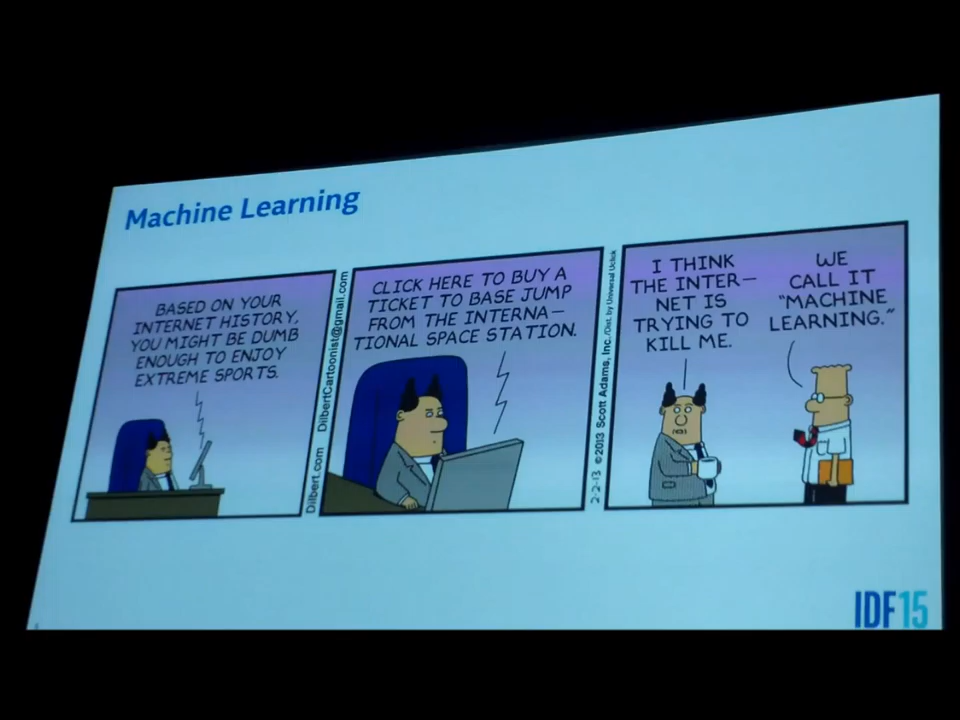 Machine Learning
BASED ON YOUR
INTERNET HISTORY,
YOU MIGHT BE DUMB
ENOUGH TO ENJOY
EXTREME SPORTS.
Dilbert.com DilbertCartoonist@gmail.com
CLICK HERE TO BUY A
TICKET TO BASE JUMP
FROM THE INTERNA-
TIONAL SPACE STATION.
2-2-13 ©2013 Scott Adams, Inc./Dist. by Universal Uclick
I THINK
THE INTER-
NET IS
TRYING TO
KILL ME.
WE
CALL IT
"MACHINE
LEARNING."
IDF15